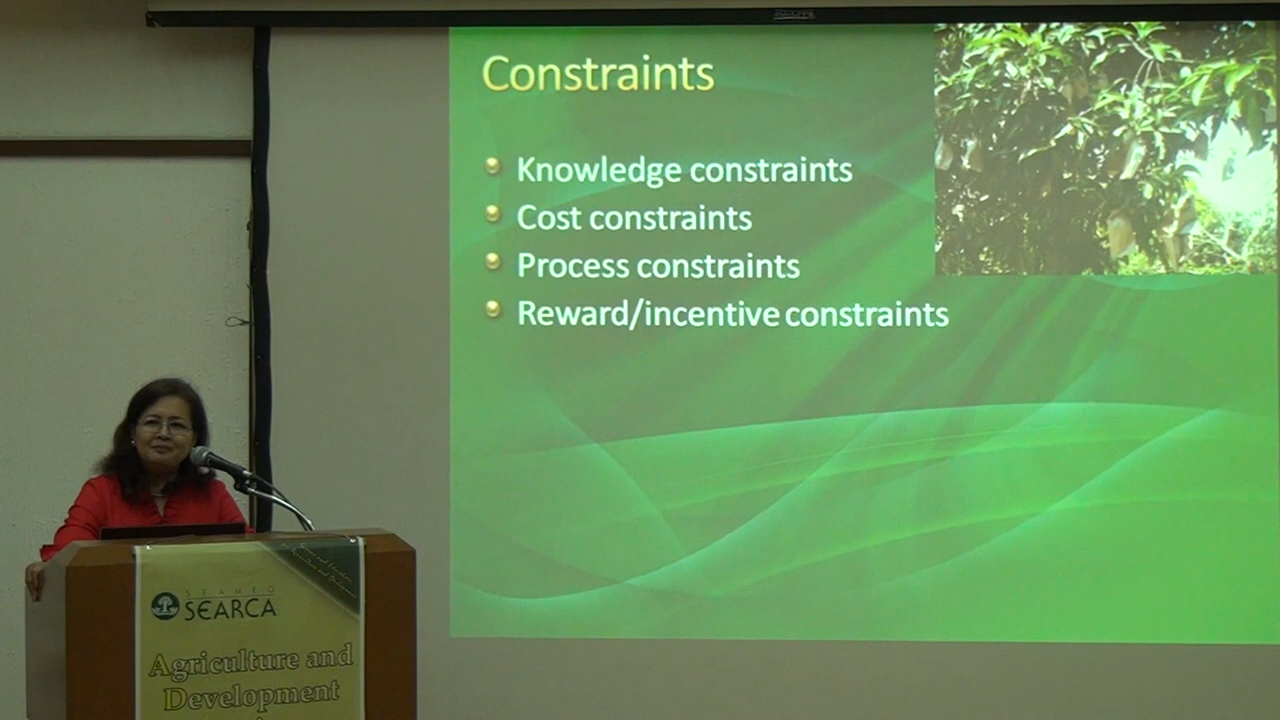 Constraints
Knowledge constraints
Cost constraints
Process constraints
Reward/incentive constraints
SEAMEO
SEARCA
Agriculture and
Development